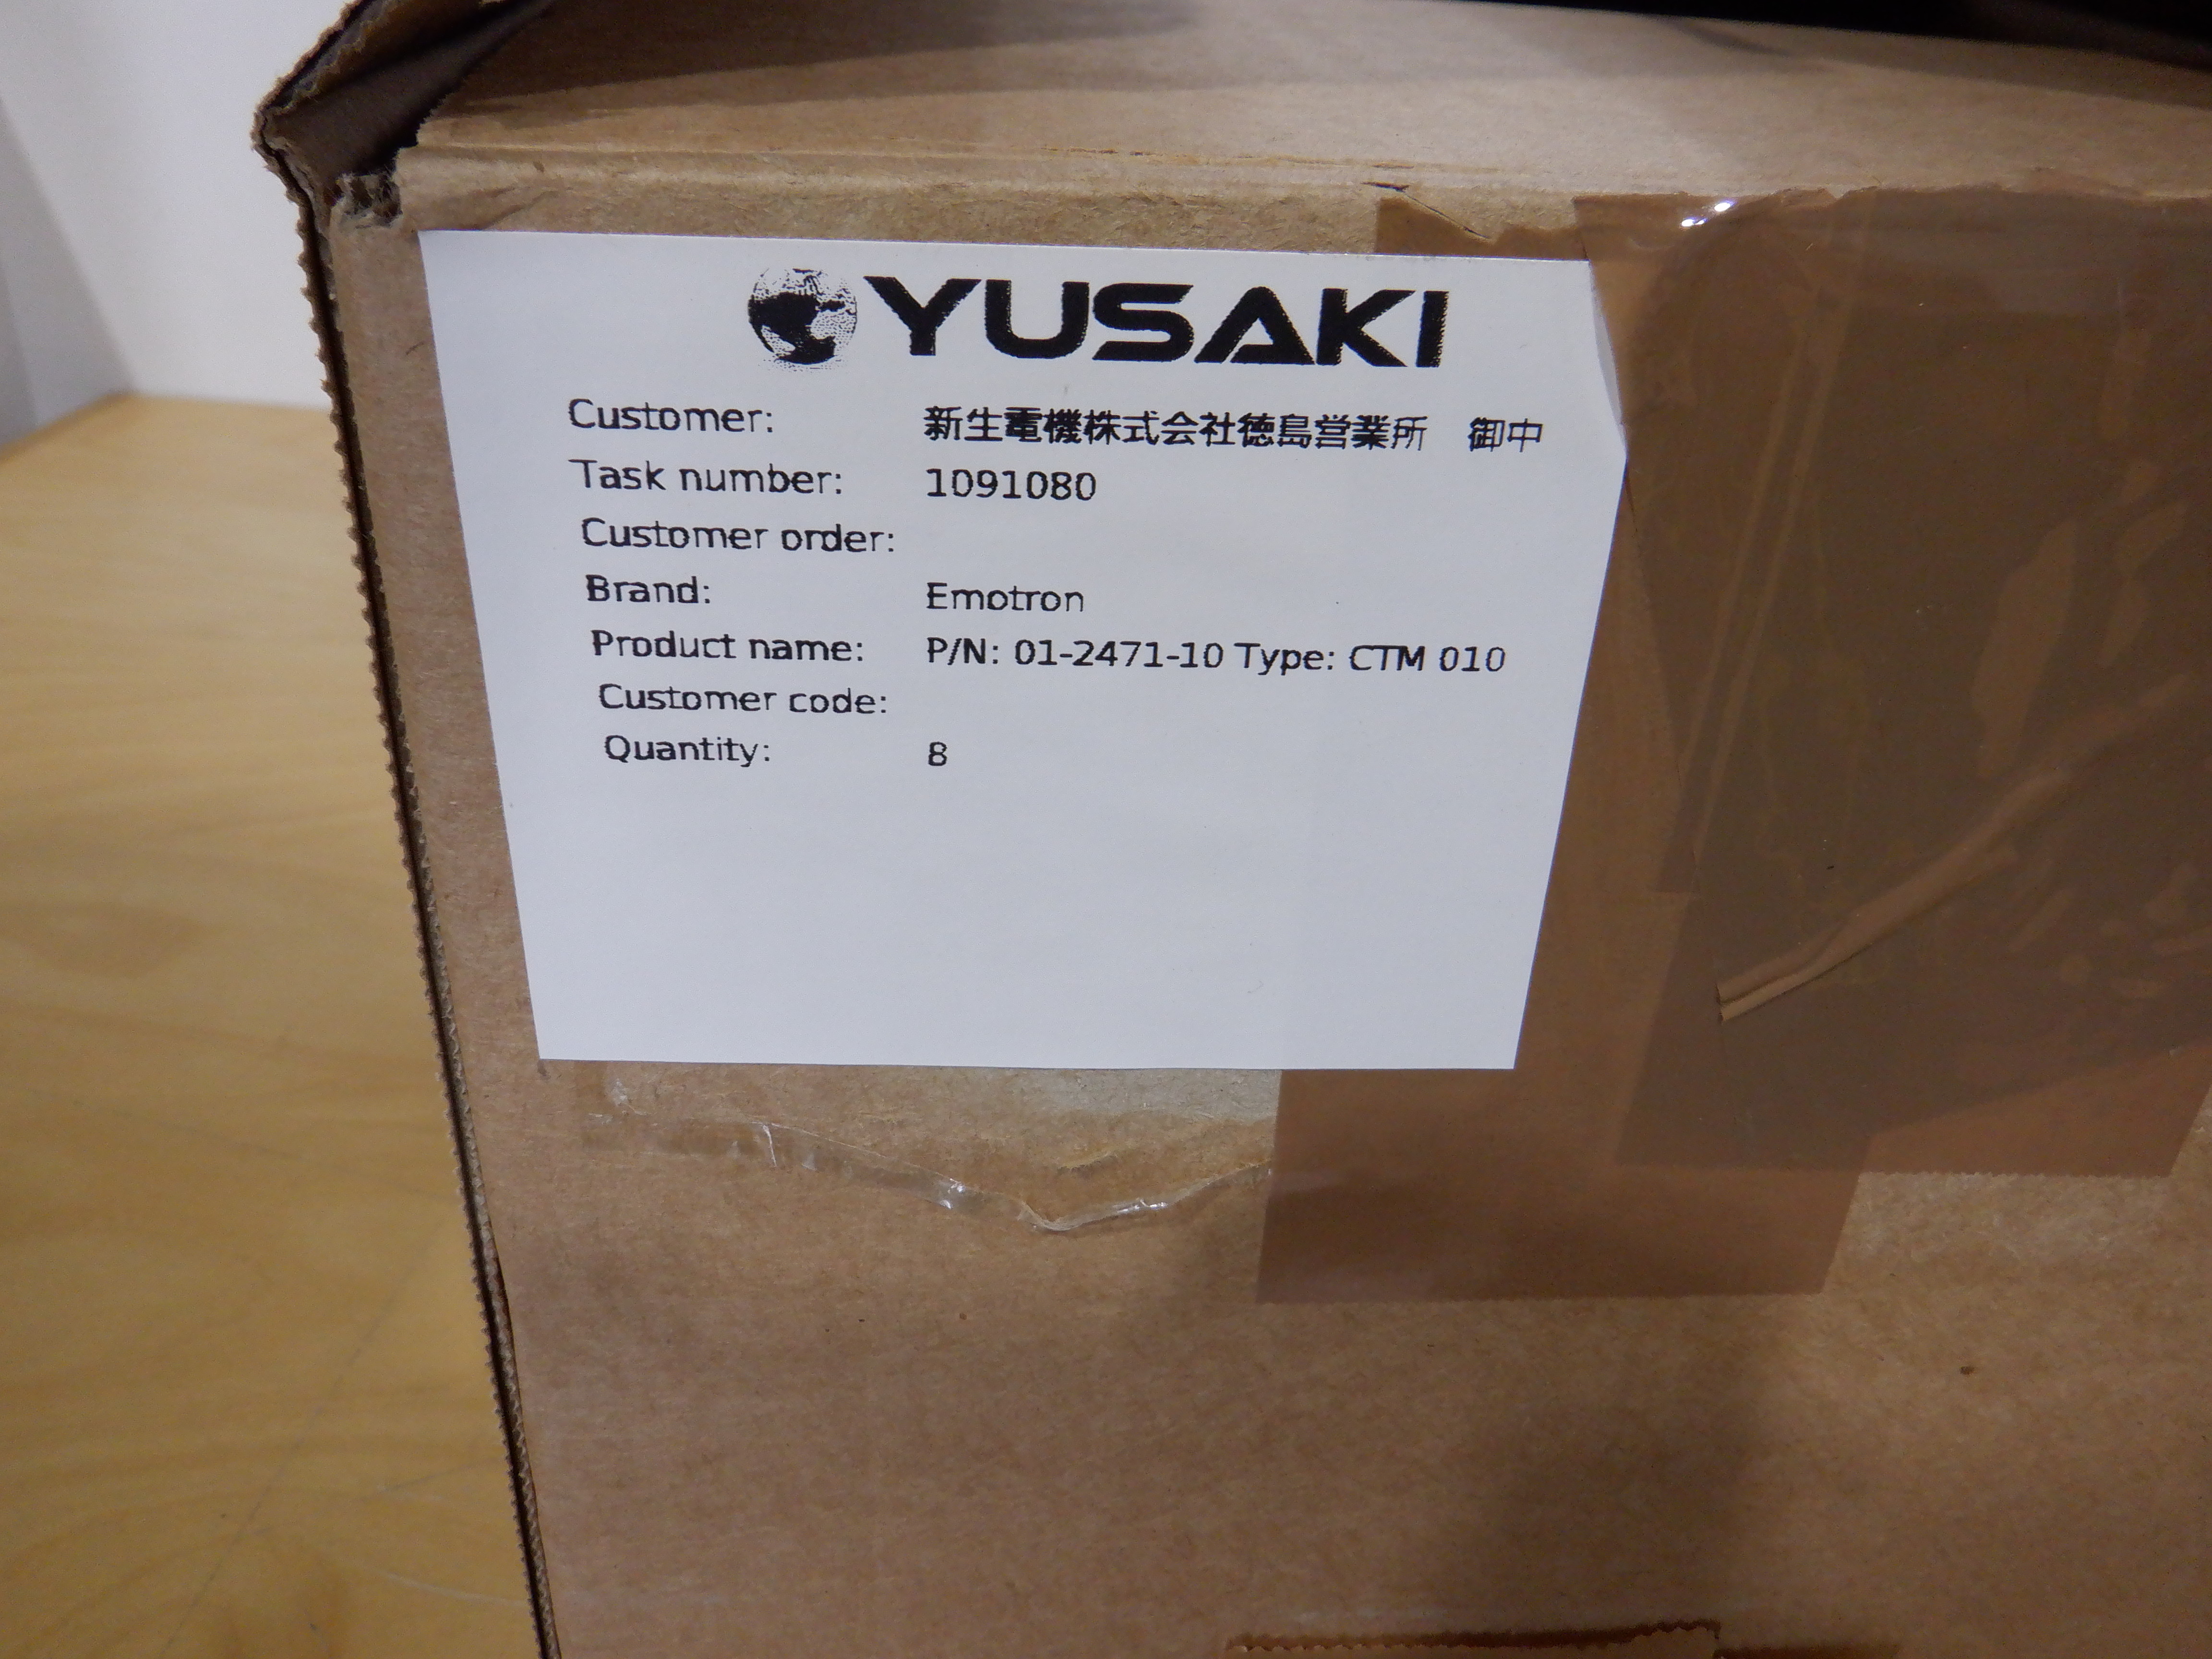 YUSAKI
Customer: 新生電機株式会社徳島営業所　御中
Task number: 1091080
Customer order:
Brand: Emotron
Product name: P/N: 01-2471-10 Type: CTM 010
Customer code:
Quantity: 8